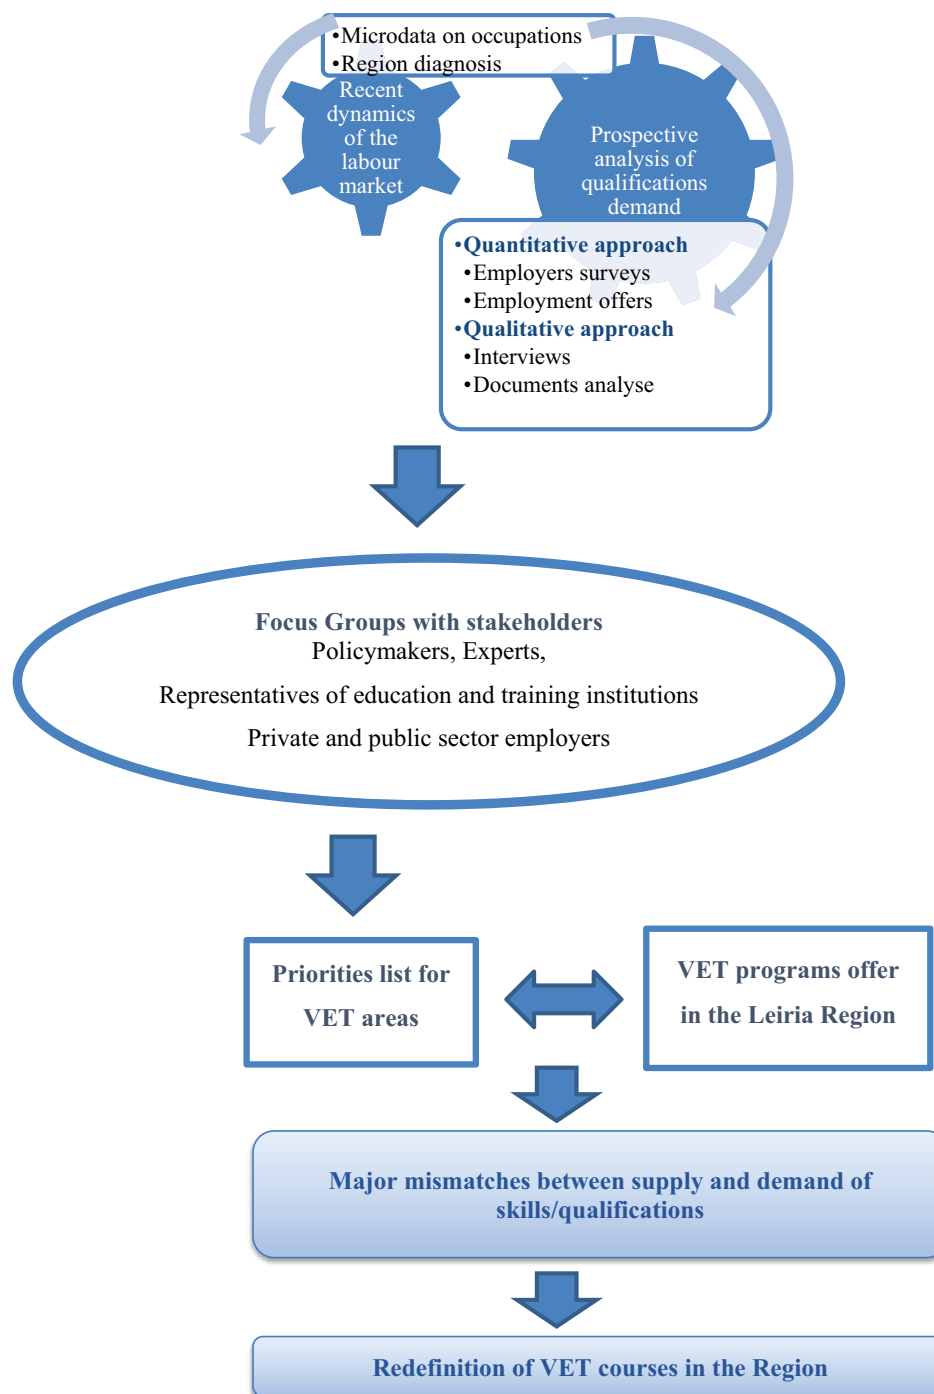 •Microdata on occupations
•Region diagnosis
Recent
dynamics
of the
labour
market
Prospective
analysis of
qualifications
demand
•Quantitative approach
•Employers surveys
•Employment offers
•Qualitative approach
•Interviews
•Documents analyse
Focus Groups with stakeholders
Policymakers, Experts,
Representatives of education and training institutions
Private and public sector employers
Priorities list for
VET areas
VET programs offer
in the Leiria Region
Major mismatches between supply and demand of
skills/qualifications
Redefinition of VET courses in the Region